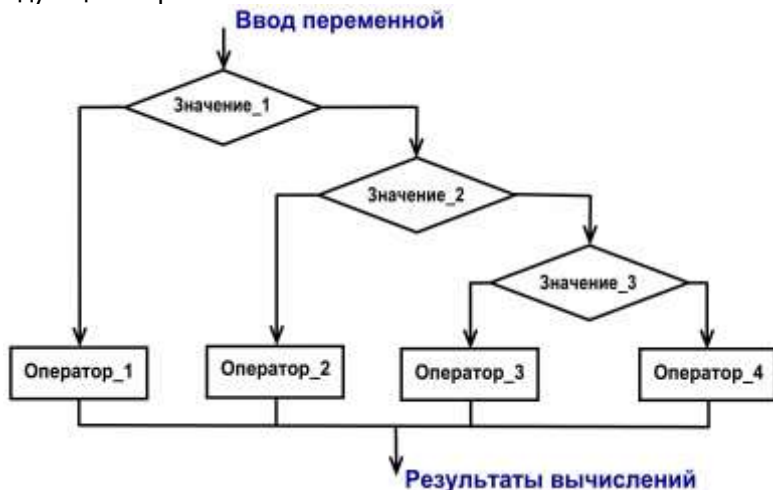 Ввод переменной
Значение_1
Значение_2
Значение_3
Оператор_1
Оператор_2
Оператор_3
Оператор_4
Результаты вычислений